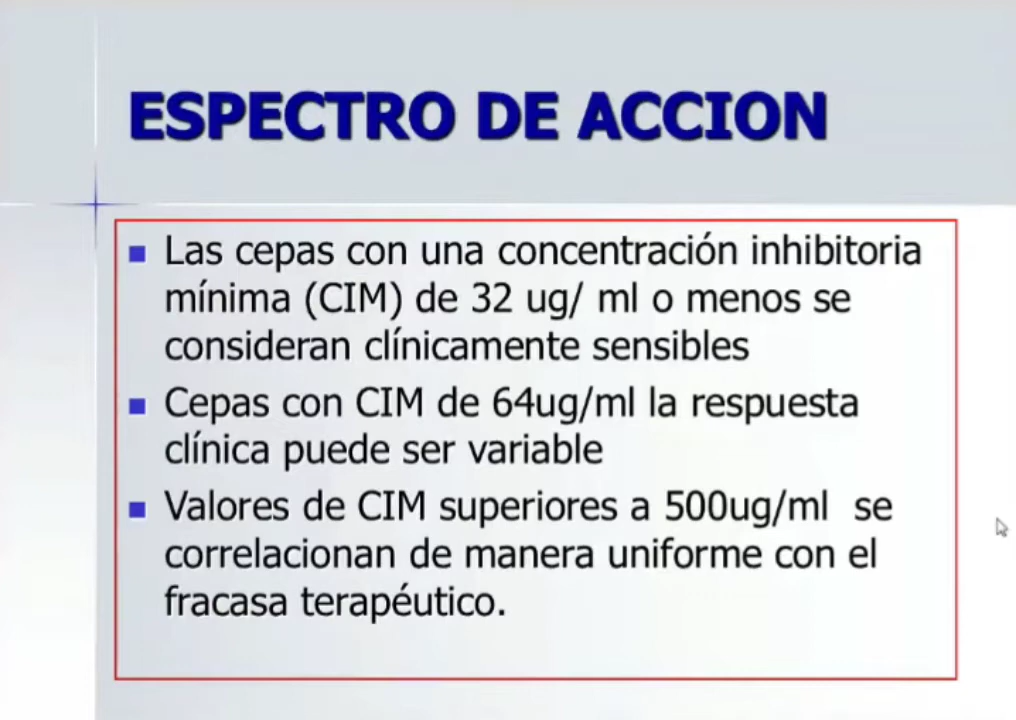 ESPECTRO DE ACCION
Las cepas con una concentración inhibitoria
mínima (CIM) de 32 ug/ ml o menos se
consideran clínicamente sensibles
Cepas con CIM de 64ug/ml la respuesta
clínica puede ser variable
Valores de CIM superiores a 500ug/ml se
correlacionan de manera uniforme con el
fracasa terapéutico.